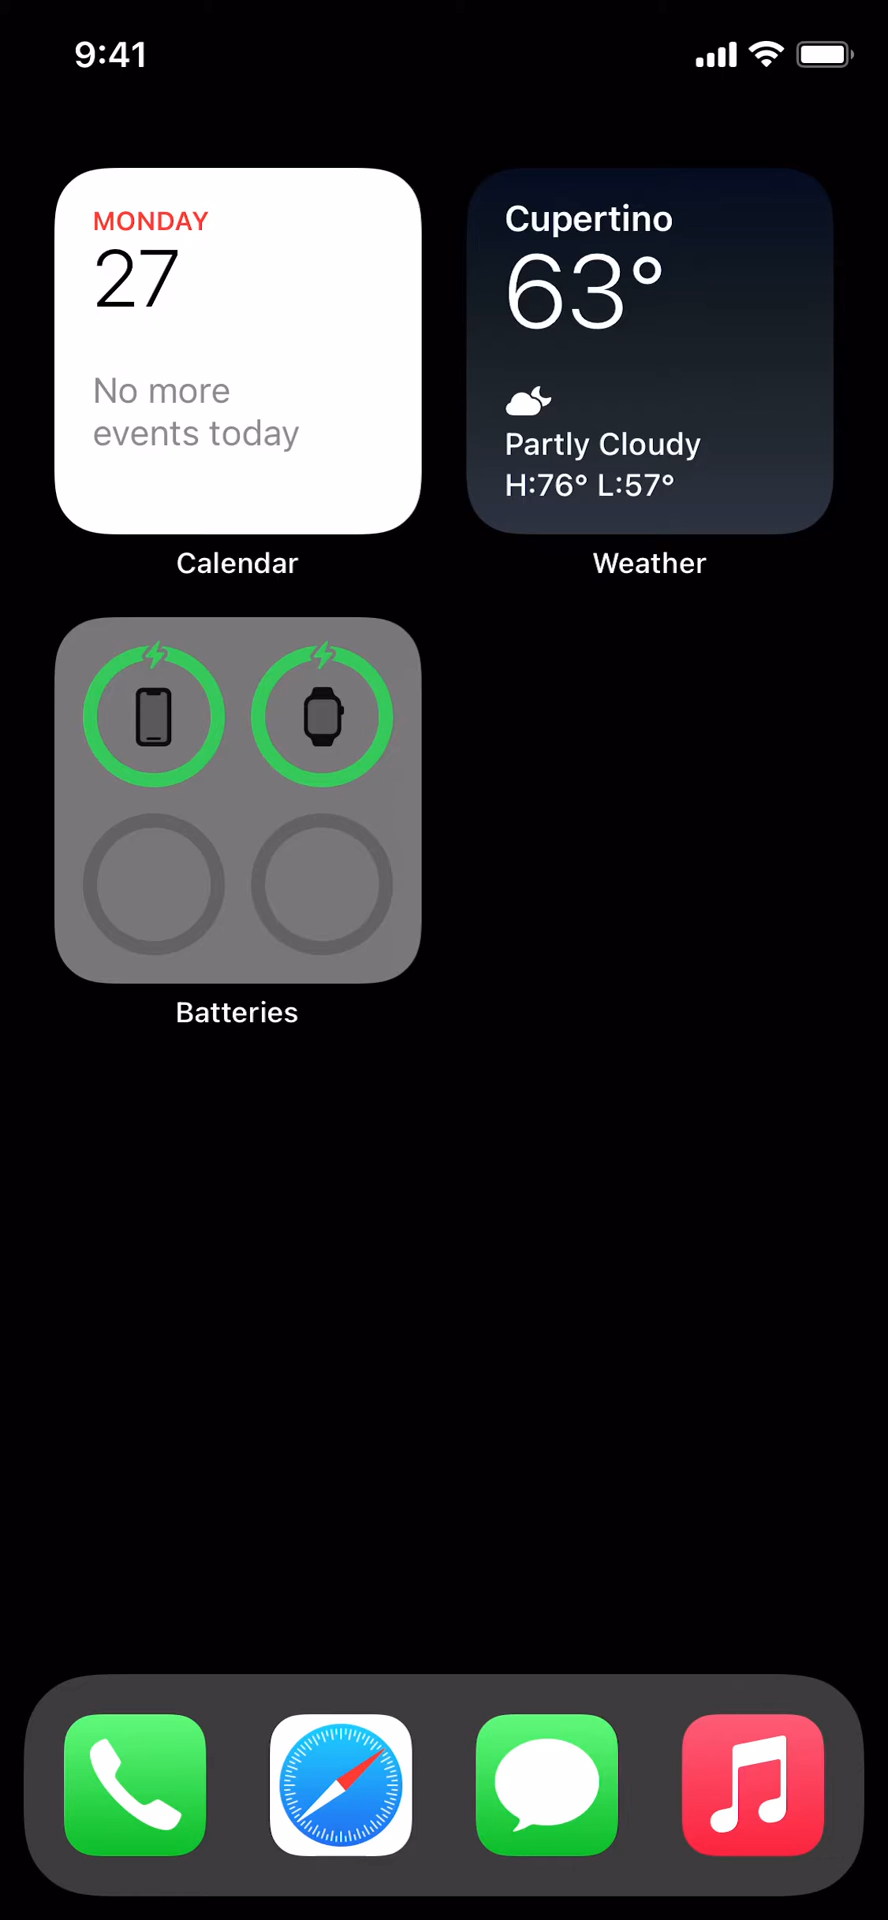 9:41
MONDAY
27
No more
events today
Calendar
Cupertino
63°
Partly Cloudy
H:76° L:57°
Weather
Batteries